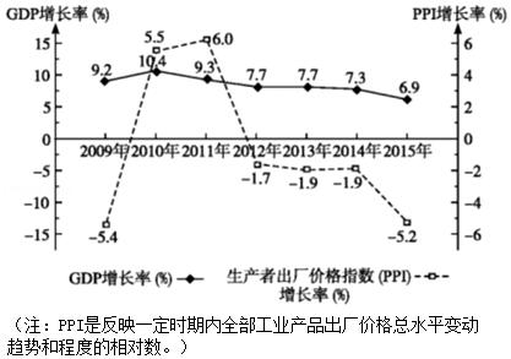 GDP增长率(%) PPI增长率(%)
15 5.5 6.0 6
10 9.2 10.4 9.3 7.7 7.7 7.3 6.9 4
5 2
0 2009年 2010年 2011年 2012年 2013年 2014年 2015年 0
-5 -1.7 -1.9 -1.9 -2
-10 -4
-15 -5.4 -5.2 -6
GDP增长率(%) 生产者出厂价格指数(PPI)
增长率(%)
(注:PPI是反映一定时期内全部工业产品出厂价格总水平变动
趋势和程度的相对数。)